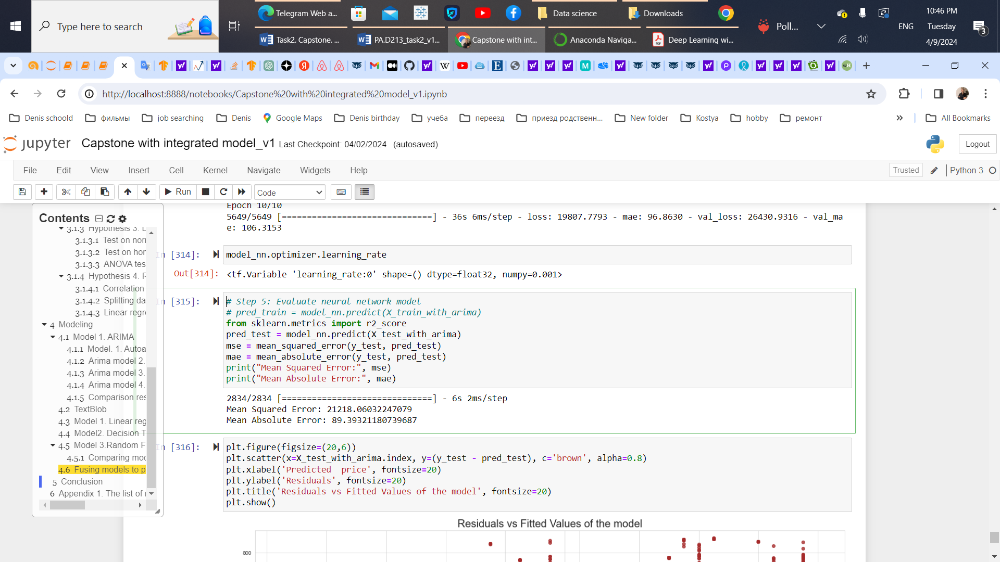 Type here to search
Telegram Web a...
Data science
Downloads
Task2. Capstone. ...
PA.D213_task2_v1...
Capstone with int...
Anaconda Naviga...
Deep Learning wi...
Poll...
ENG
10:46 PM
Tuesday
4/9/2024
3
http://localhost:8888/notebooks/Capstone%20with%20integrated%20model_v1.ipynb
Denis schoold
фильмы
job searching
Denis
Google Maps
Denis birthday
учеба
переезд
приезд родственн...
New folder
Kostya
hobby
ремонт
All Bookmarks
jupyter
Capstone with integrated model_v1 Last Checkpoint: 04/02/2024 (autosaved)
Logout
File Edit View Insert Cell Kernel Navigate Widgets Help
Trusted
Python 3
Run
Code
Contents
3.1.3 Hypothesis 3. L
3.1.3.1 Test on nor
3.1.3.2 Test on hor
3.1.3.3 ANOVA tes
3.1.4 Hypothesis 4. R
3.1.4.1 Correlation
3.1.4.2 Splitting da
3.1.4.3 Linear regr
4 Modeling
4.1 Model 1. ARIMA
4.1.1 Model. 1. Autoa
4.1.2 Arima model 2.
4.1.3 Arima model 3.
4.1.4 Arima model 4.
4.1.5 Comparison res
4.2 TextBlob
4.3 Model 1. Linear reg
4.4 Model2. Decision T
4.5 Model 3.Random F
4.5.1 Comparing moc
4.6 Fusing models to p
5 Conclusion
6 Appendix 1. The list of
Epoch 10/10
5649/5649 [==============================] - 36s 6ms/step - loss: 19807.7793 - mae: 96.8630 - val_loss: 26430.9316 - val_ma
e: 106.3153
In [314]:
model_nn.optimizer.learning_rate
Out[314]:
<tf.Variable 'learning_rate:0' shape=() dtype=float32, numpy=0.001>
In [315]:
# Step 5: Evaluate neural network model
# pred_train = model_nn.predict(X_train_with_arima)
from sklearn.metrics import r2_score
pred_test = model_nn.predict(X_test_with_arima)
mse = mean_squared_error(y_test, pred_test)
mae = mean_absolute_error(y_test, pred_test)
print("Mean Squared Error:", mse)
print("Mean Absolute Error:", mae)
2834/2834 [==============================] - 6s 2ms/step
Mean Squared Error: 21218.06032247079
Mean Absolute Error: 89.39321180739687
In [316]:
plt.figure(figsize=(20,6))
plt.scatter(x=X_test_with_arima.index, y=(y_test - pred_test), c='brown', alpha=0.8)
plt.xlabel('Predicted  price', fontsize=20)
plt.ylabel('Residuals', fontsize=20)
plt.title('Residuals vs Fitted Values of the model', fontsize=20)
plt.show()
Residuals vs Fitted Values of the model
800